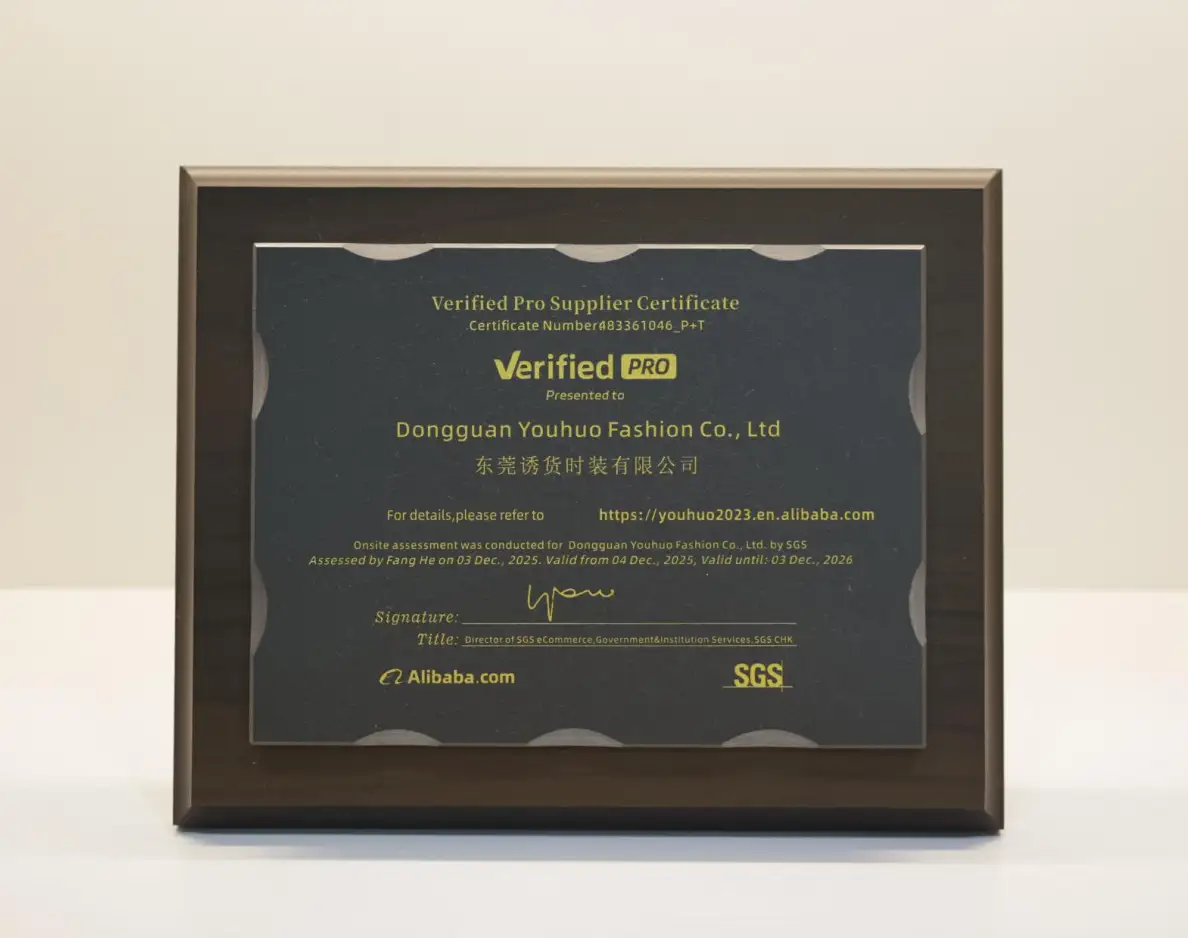 Verified Pro Supplier Certificate
Certificate Number483361046_P+T
Verified PRO
Presented to
Dongguan Youhuo Fashion Co., Ltd
东莞诱货时装有限公司
For details,please refer to https://youhuo2023.en.alibaba.com
Onsite assessment was conducted for Dongguan Youhuo Fashion Co., Ltd. by SGS
Assessed by Fang He on 03 Dec., 2025. Valid from 04 Dec., 2025, Valid until: 03 Dec., 2026
Signature:
Title: Director of SGS eCommerce,Government&Institution Services,SGS CHK
Alibaba.com SGS